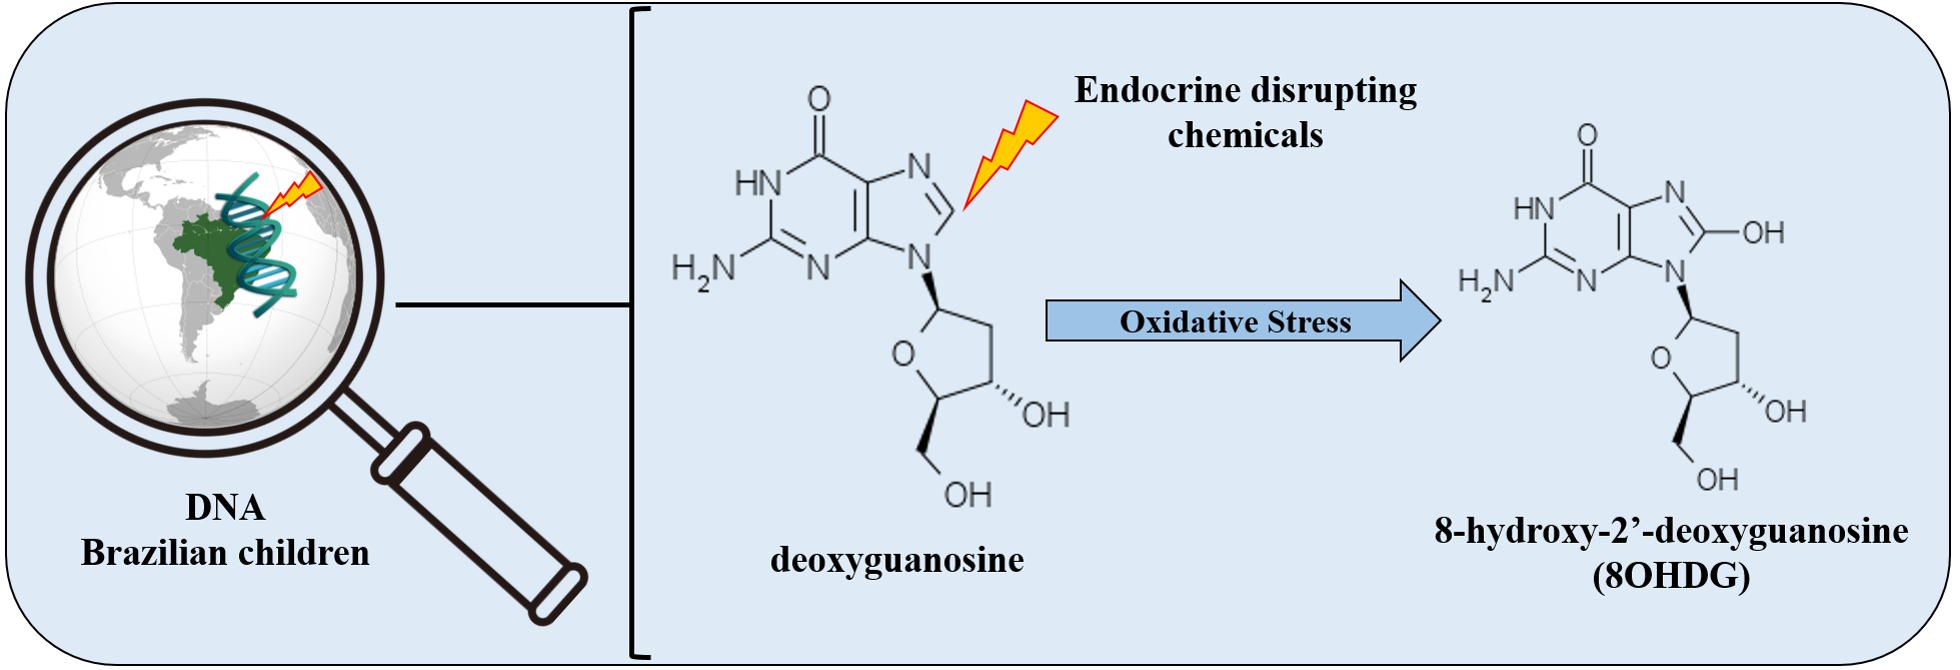 DNA
Brazilian children
O
N
HN
H2N
N
N
O
OH
OH
deoxyguanosine
Endocrine disrupting
chemicals
Oxidative Stress
O
N
HN
OH
H2N
N
N
O
OH
OH
8-hydroxy-2’-deoxyguanosine
(8OHDG)